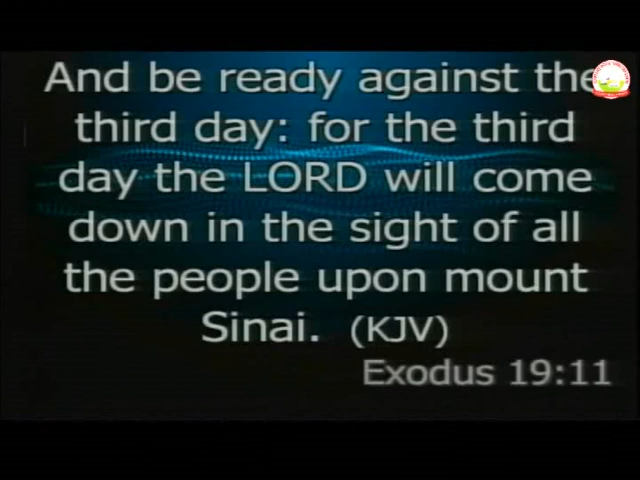 And be ready against the
third day: for the third
day the LORD will come
down in the sight of all
the people upon mount
Sinai.  (KJV)
Exodus 19:11